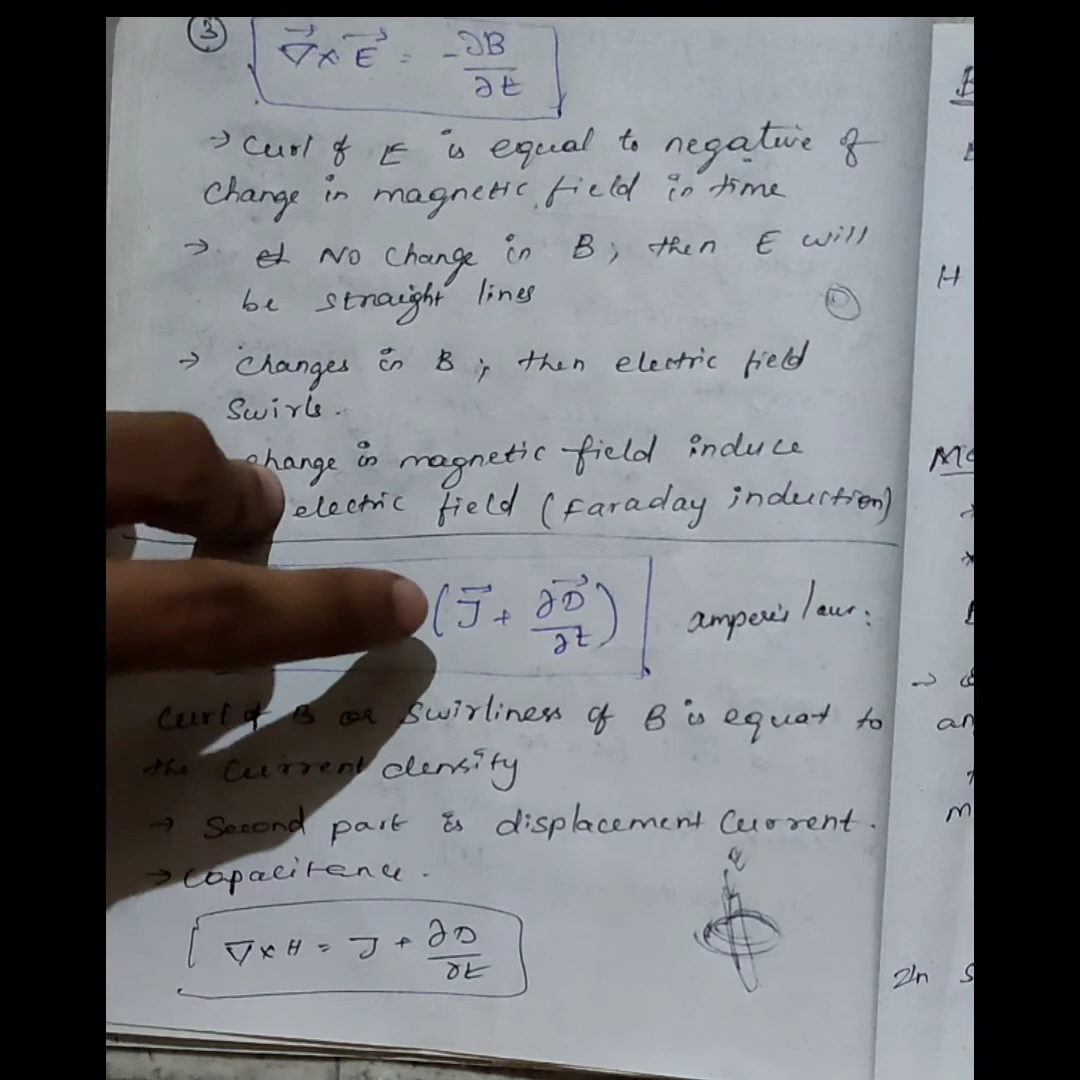 ③ ∇⃗ × E⃗ = -∂B/∂t
→ Curl of E is equal to negative of
change in magnetic field in time
→ No change in B, then E will
be straight lines
→ Changes in B, then electric field
swirls.
change in magnetic field induce
electric field (Faraday induction)
(J⃗ + ∂D⃗/∂t) ampere's law:
Curl of B or swirliness of B is equal to
the current density
→ Second part is displacement current.
→ Capacitance.
∇ × H = J + ∂D/∂t
H
an
m
2n S